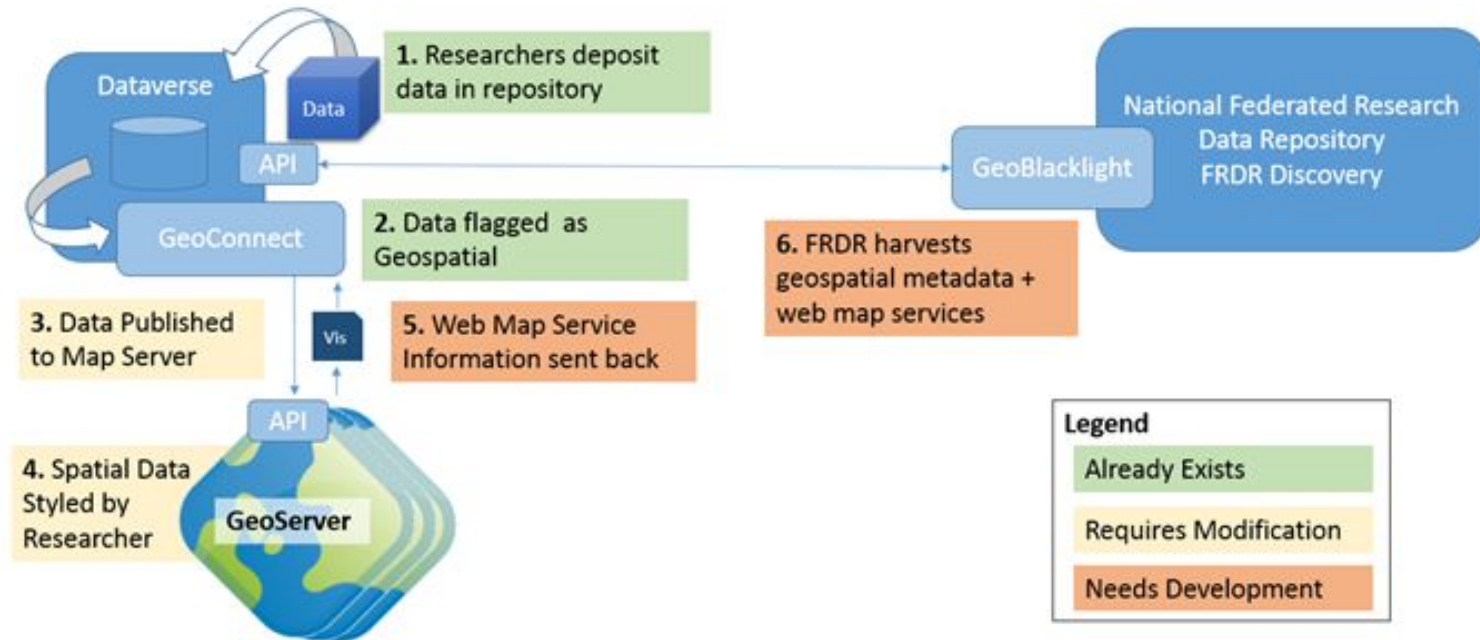 Dataverse
Data
1. Researchers deposit
data in repository
API
GeoConnect
2. Data flagged  as
Geospatial
GeoBlacklight
National Federated Research
Data Repository
FRDR Discovery
3. Data Published
to Map Server
Vis
5. Web Map Service
Information sent back
6. FRDR harvests
geospatial metadata +
web map services
API
4. Spatial Data
Styled by
Researcher
GeoServer
Legend
Already Exists
Requires Modification
Needs Development